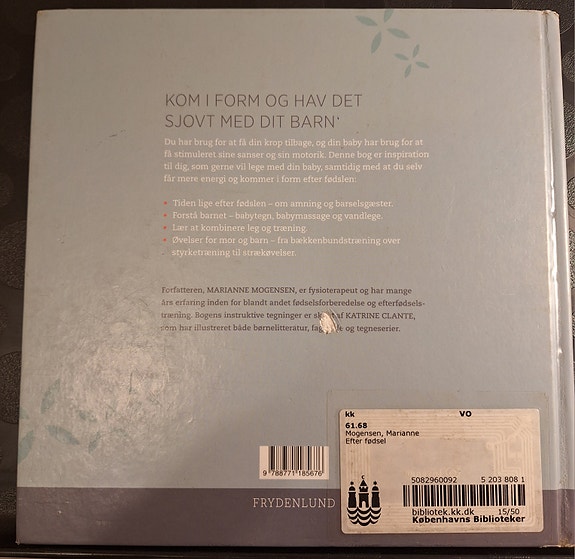 KOM I FORM OG HAV DET
SJOVT MED DIT BARN
Du har brug for at få din krop tilbage, og din baby har brug for at
få stimuleret sine sanser og sin motorik. Denne bog er inspiration
til dig, som gerne vil lege med din baby, samtidig med at du selv
får mere energi og kommer i form efter fødslen:
• Tiden lige efter fødslen – om amning og barselsgæster.
• Forstå barnet – babytegn, babymassage og vandlege.
• Lær at kombinere leg og træning.
• Øvelser for mor og barn – fra bækkenbundstræning over
styrketræning til strækøvelser.
Forfatteren, MARIANNE MOGENSEN, er fysioterapeut og har mange
års erfaring inden for blandt andet fødselsforberedelse og efterfødsels-
træning. Bogens instruktive tegninger er af KATRINE CLANTE,
som har illustreret både børnelitteratur, og tegneserier.
kk VO
61.68
Mogensen, Marianne
Efter fødsel
5082960092 5 203 808 1
bibliotek.kk.dk 15/50
Københavns Biblioteker
9 788771 185676
FRYDENLUND